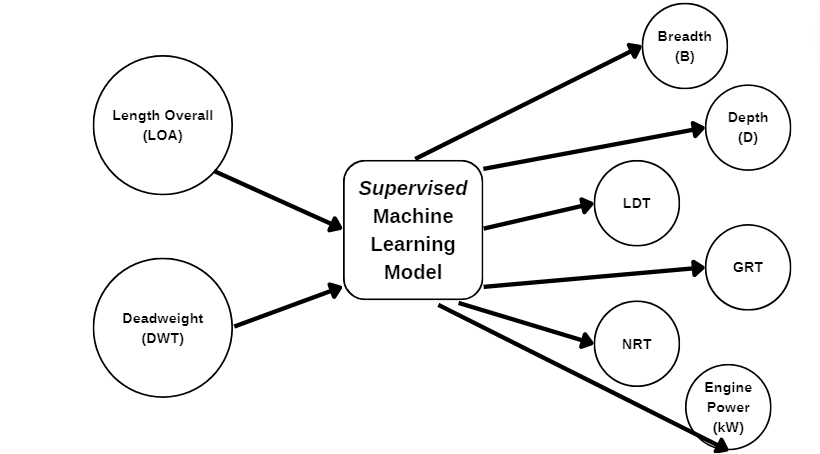 Length Overall
(LOA)
Deadweight
(DWT)
Supervised
Machine
Learning
Model
Breadth
(B)
Depth
(D)
LDT
GRT
NRT
Engine
Power
(kW)